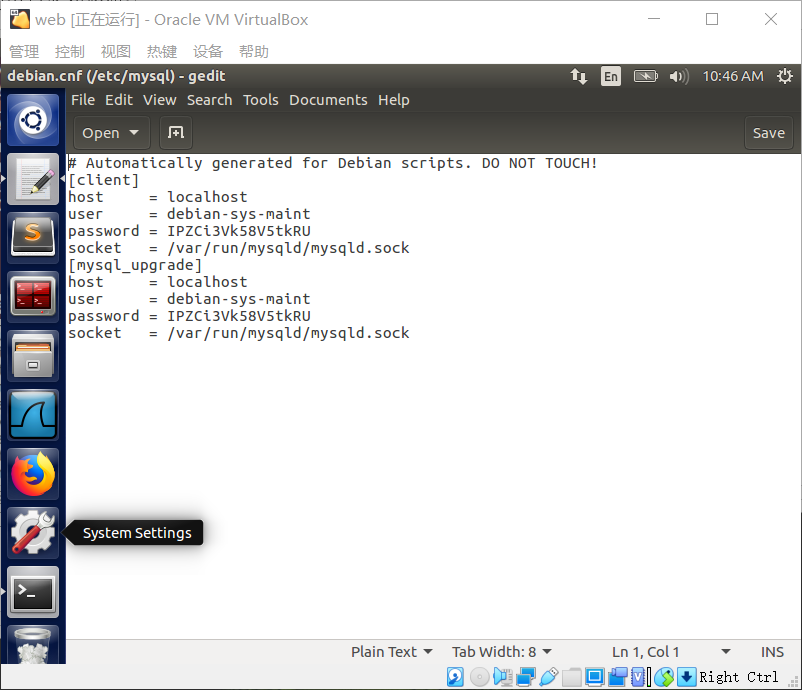 web [正在运行] - Oracle VM VirtualBox
管理 控制 视图 热键 设备 帮助
debian.cnf (/etc/mysql) - gedit En 10:46 AM
File Edit View Search Tools Documents Help
Open Save
# Automatically generated for Debian scripts. DO NOT TOUCH!
[client]
host     = localhost
user     = debian-sys-maint
password = IPZCi3Vk58V5tkRU
socket   = /var/run/mysqld/mysqld.sock
[mysql_upgrade]
host     = localhost
user     = debian-sys-maint
password = IPZCi3Vk58V5tkRU
socket   = /var/run/mysqld/mysqld.sock
System Settings
Plain Text Tab Width: 8 Ln 1, Col 1 INS
Right Ctrl